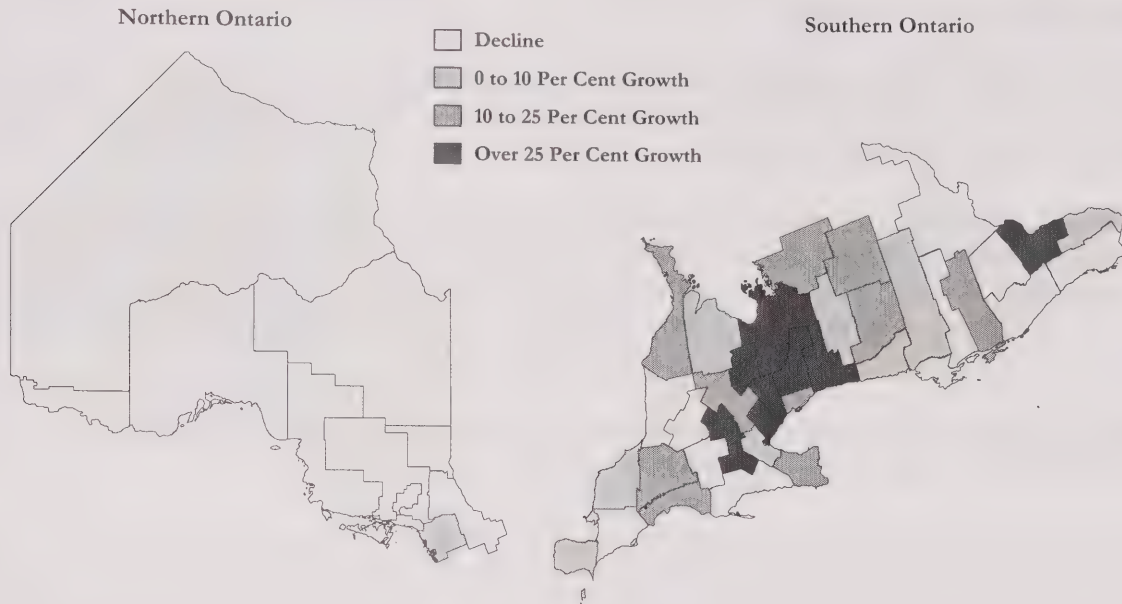 Northern Ontario
Southern Ontario
Decline
0 to 10 Per Cent Growth
10 to 25 Per Cent Growth
Over 25 Per Cent Growth